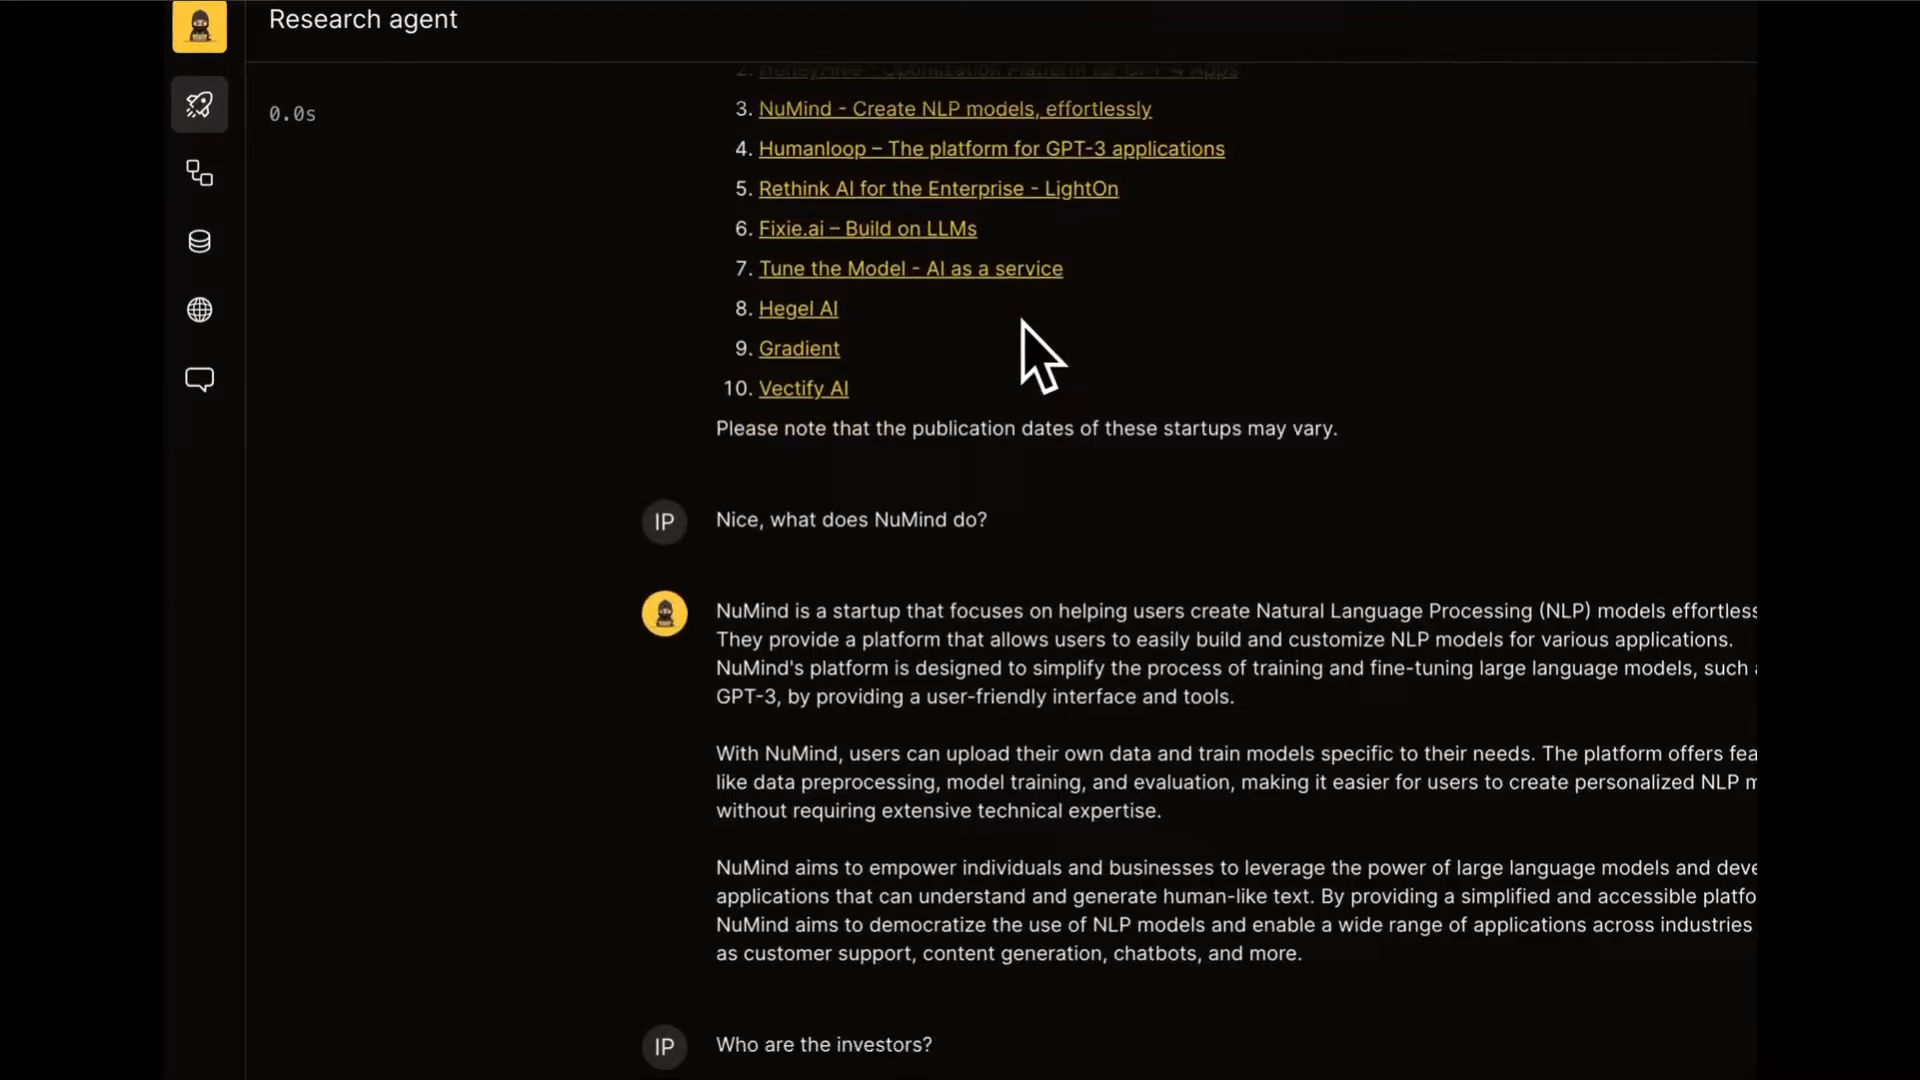 Research agent
0.0s
2. HoneyHive - Optimization Platform for GPT-4 Apps
3. NuMind - Create NLP models, effortlessly
4. Humanloop – The platform for GPT-3 applications
5. Rethink AI for the Enterprise - LightOn
6. Fixie.ai – Build on LLMs
7. Tune the Model - AI as a service
8. Hegel AI
9. Gradient
10. Vectify AI
Please note that the publication dates of these startups may vary.
IP Nice, what does NuMind do?
NuMind is a startup that focuses on helping users create Natural Language Processing (NLP) models effortless
They provide a platform that allows users to easily build and customize NLP models for various applications.
NuMind's platform is designed to simplify the process of training and fine-tuning large language models, such
GPT-3, by providing a user-friendly interface and tools.
With NuMind, users can upload their own data and train models specific to their needs. The platform offers fea
like data preprocessing, model training, and evaluation, making it easier for users to create personalized NLP m
without requiring extensive technical expertise.
NuMind aims to empower individuals and businesses to leverage the power of large language models and deve
applications that can understand and generate human-like text. By providing a simplified and accessible platfo
NuMind aims to democratize the use of NLP models and enable a wide range of applications across industries
as customer support, content generation, chatbots, and more.
IP Who are the investors?